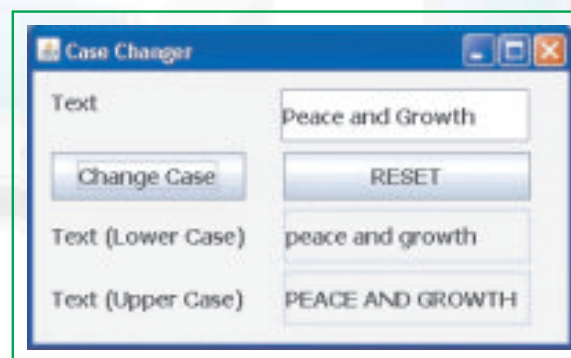 Case Changer
Text Peace and Growth
Change Case RESET
Text (Lower Case) peace and growth
Text (Upper Case) PEACE AND GROWTH